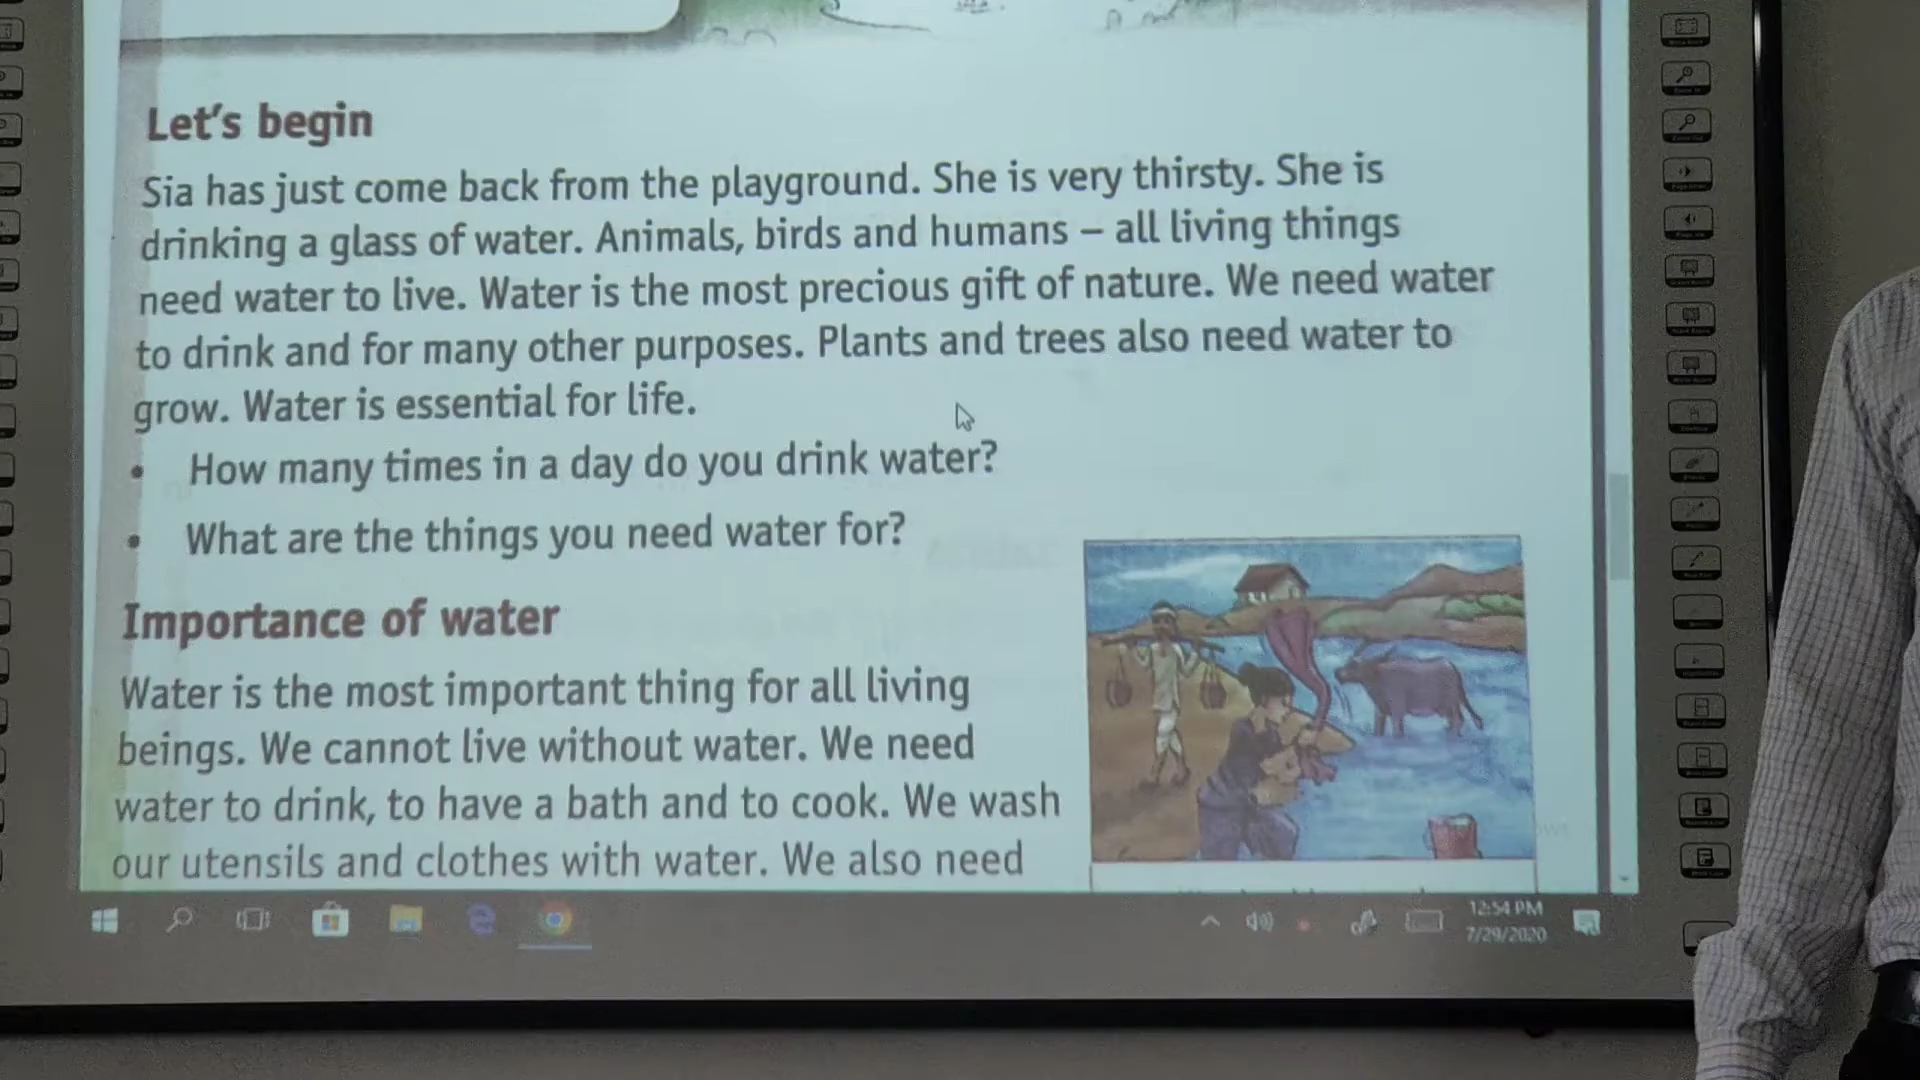 Let's begin
Sia has just come back from the playground. She is very thirsty. She is
drinking a glass of water. Animals, birds and humans – all living things
need water to live. Water is the most precious gift of nature. We need water
to drink and for many other purposes. Plants and trees also need water to
grow. Water is essential for life.
• How many times in a day do you drink water?
• What are the things you need water for?
Importance of water
Water is the most important thing for all living
beings. We cannot live without water. We need
water to drink, to have a bath and to cook. We wash
our utensils and clothes with water. We also need
12:54 PM
7/29/2020